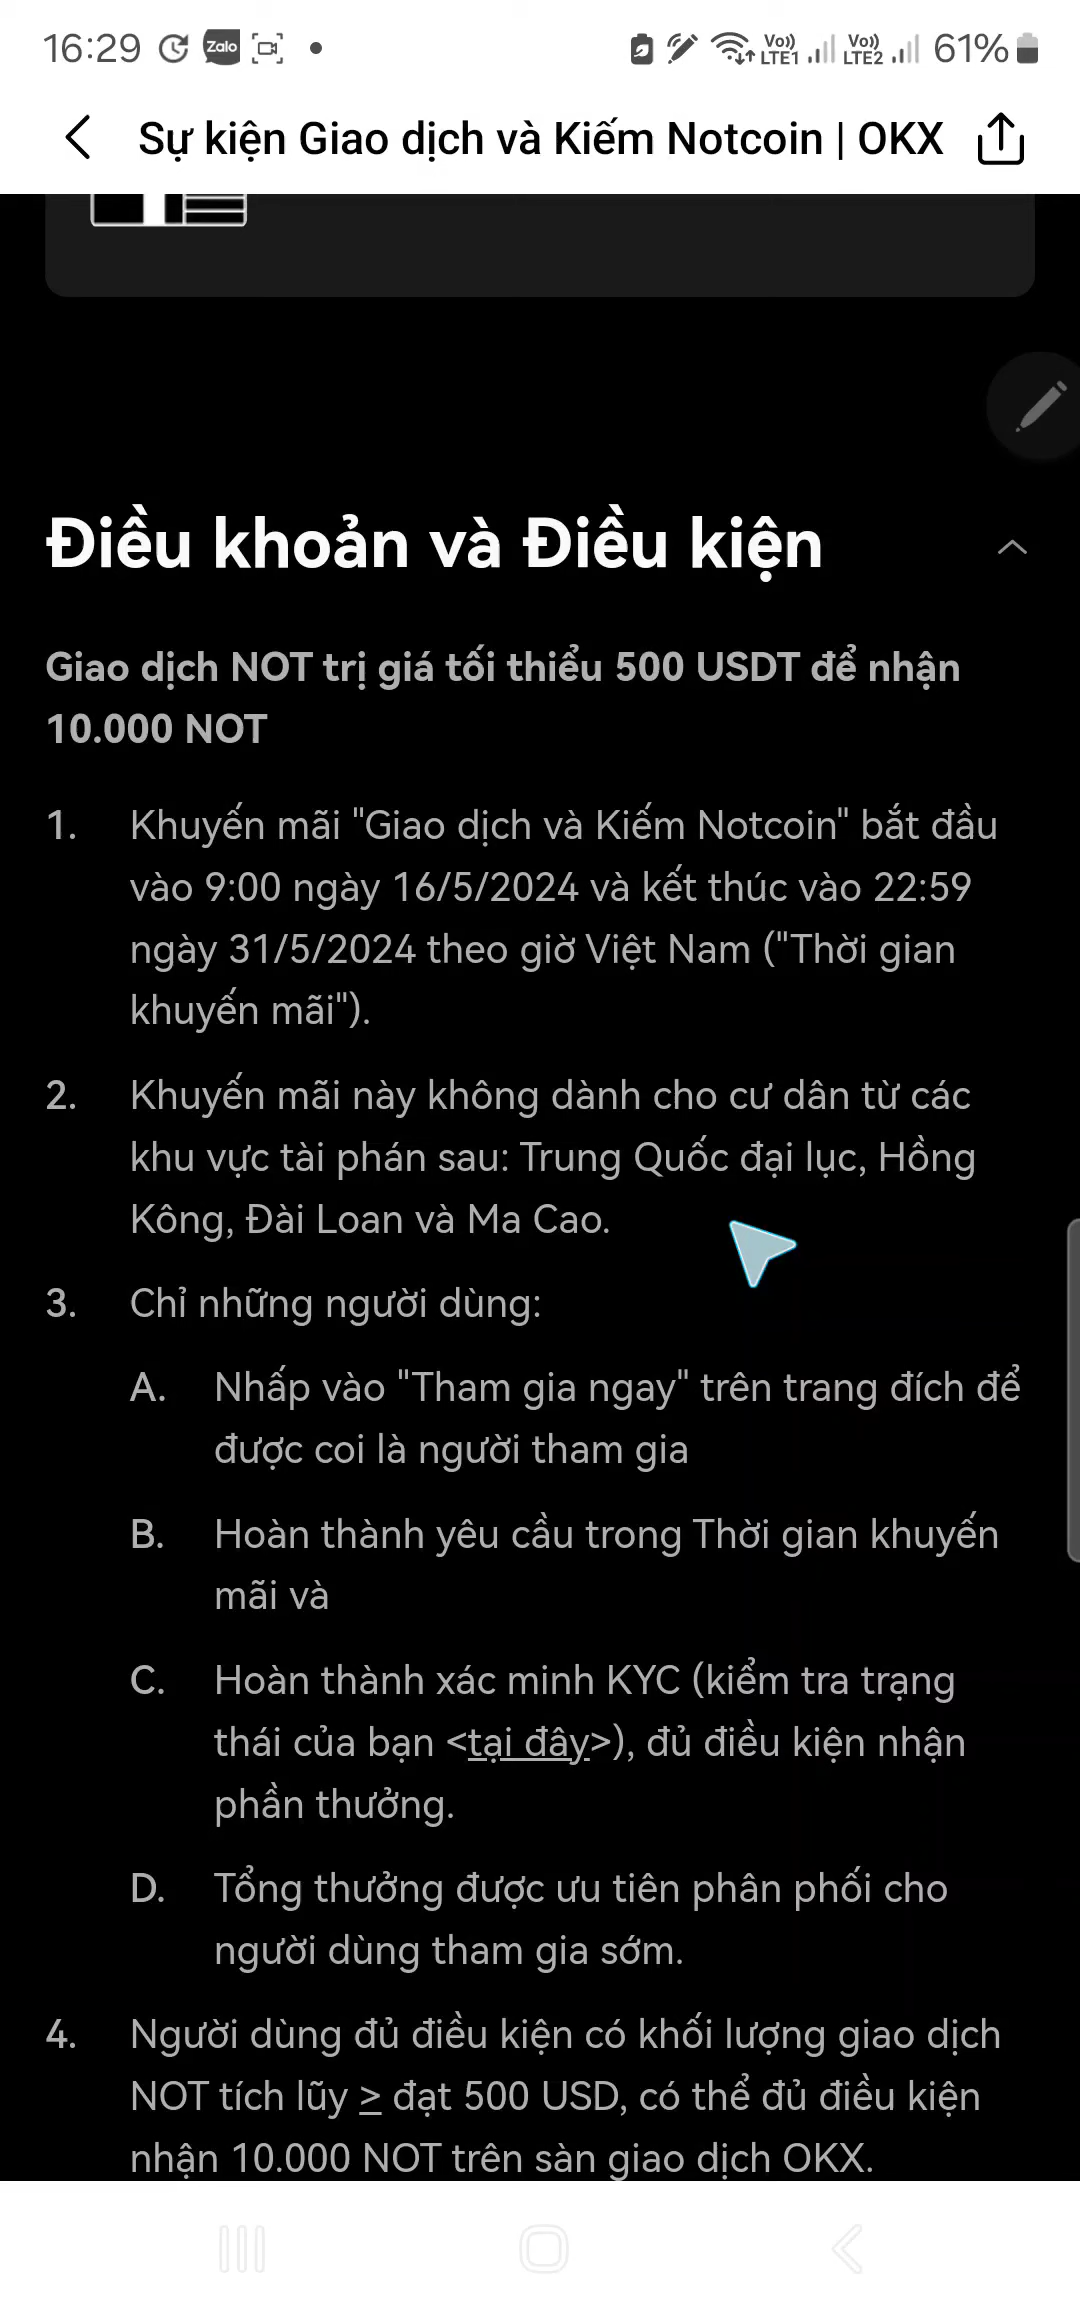 16:29 Zalo Vo)) LTE1 Vo)) LTE2 61%
Sự kiện Giao dịch và Kiếm Notcoin | OKX
Điều khoản và Điều kiện
Giao dịch NOT trị giá tối thiểu 500 USDT để nhận
10.000 NOT
1. Khuyến mãi "Giao dịch và Kiếm Notcoin" bắt đầu
vào 9:00 ngày 16/5/2024 và kết thúc vào 22:59
ngày 31/5/2024 theo giờ Việt Nam ("Thời gian
khuyến mãi").
2. Khuyến mãi này không dành cho cư dân từ các
khu vực tài phán sau: Trung Quốc đại lục, Hồng
Kông, Đài Loan và Ma Cao.
3. Chỉ những người dùng:
A. Nhấp vào "Tham gia ngay" trên trang đích để
được coi là người tham gia
B. Hoàn thành yêu cầu trong Thời gian khuyến
mãi và
C. Hoàn thành xác minh KYC (kiểm tra trạng
thái của bạn <tại đây>), đủ điều kiện nhận
phần thưởng.
D. Tổng thưởng được ưu tiên phân phối cho
người dùng tham gia sớm.
4. Người dùng đủ điều kiện có khối lượng giao dịch
NOT tích lũy > đạt 500 USD, có thể đủ điều kiện
nhận 10.000 NOT trên sàn giao dịch OKX.